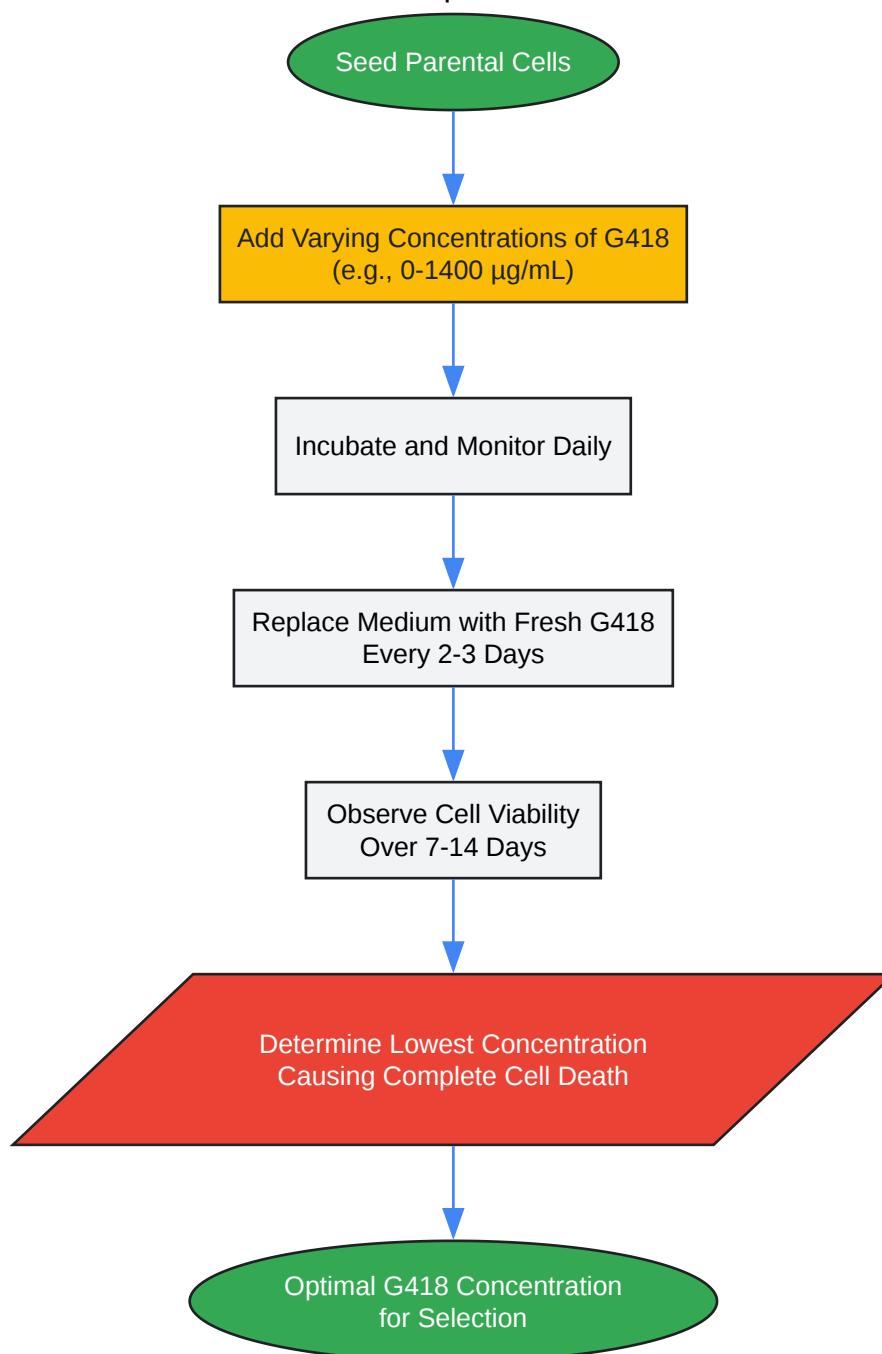 Seed Parental Cells
Add Varying Concentrations of G418
(e.g., 0-1400 µg/mL)
Incubate and Monitor Daily
Replace Medium with Fresh G418
Every 2-3 Days
Observe Cell Viability
Over 7-14 Days
Determine Lowest Concentration
Causing Complete Cell Death
Optimal G418 Concentration
for Selection